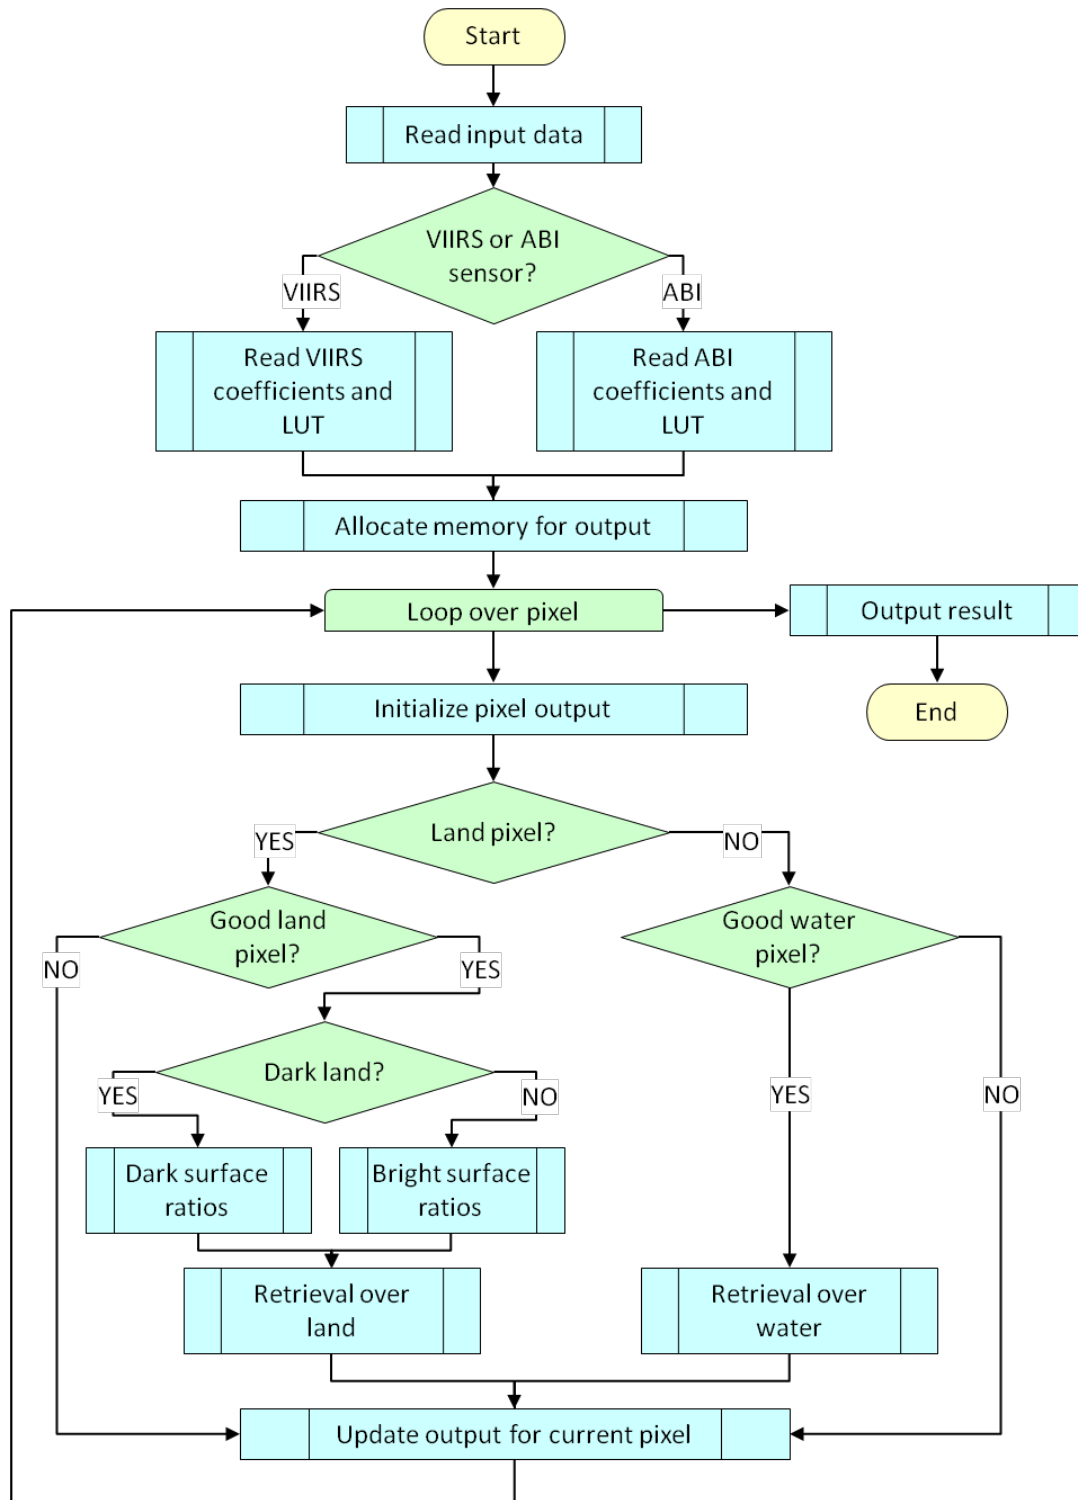 Start
Read input data
VIIRS or ABI
sensor?
VIIRS
ABI
Read VIIRS
coefficients and
LUT
Read ABI
coefficients and
LUT
Allocate memory for output
Loop over pixel
Output result
Initialize pixel output
End
Land pixel?
YES
NO
Good land
pixel?
Good water
pixel?
NO
YES
Dark land?
YES
NO
YES
NO
Dark surface
ratios
Bright surface
ratios
Retrieval over
land
Retrieval over
water
Update output for current pixel